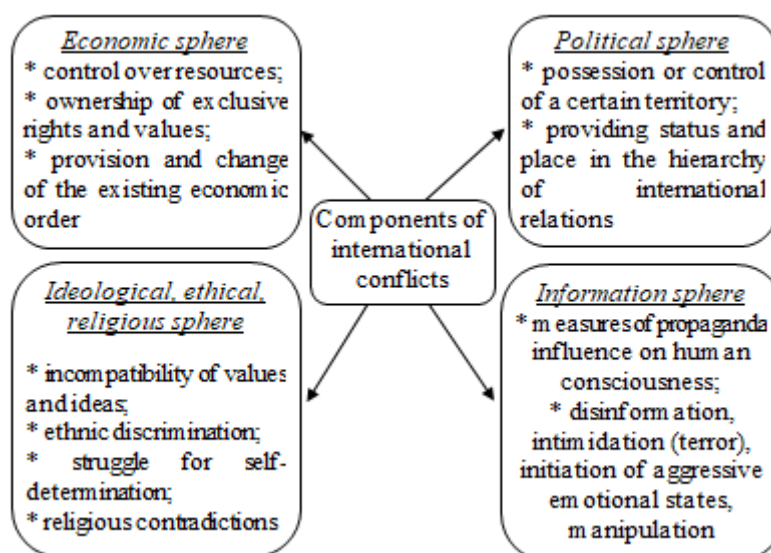 Economic sphere
* control over resources;
* ownership of exclusive
rights and values;
* provision and change
of the existing economic
order
Political sphere
* possession or control
of a certain territory;
* providing status and
place in the hierarchy
of international
relations
Components of
international
conflicts
Ideological, ethical,
religious sphere
* incompatibility of values
and ideas;
* ethnic discrimination;
* struggle for self-
determination;
* religious contradictions
Information sphere
* measures of propaganda
influence on human
consciousness;
* disinformation,
intimidation (terror),
initiation of aggressive
emotional states,
manipulation